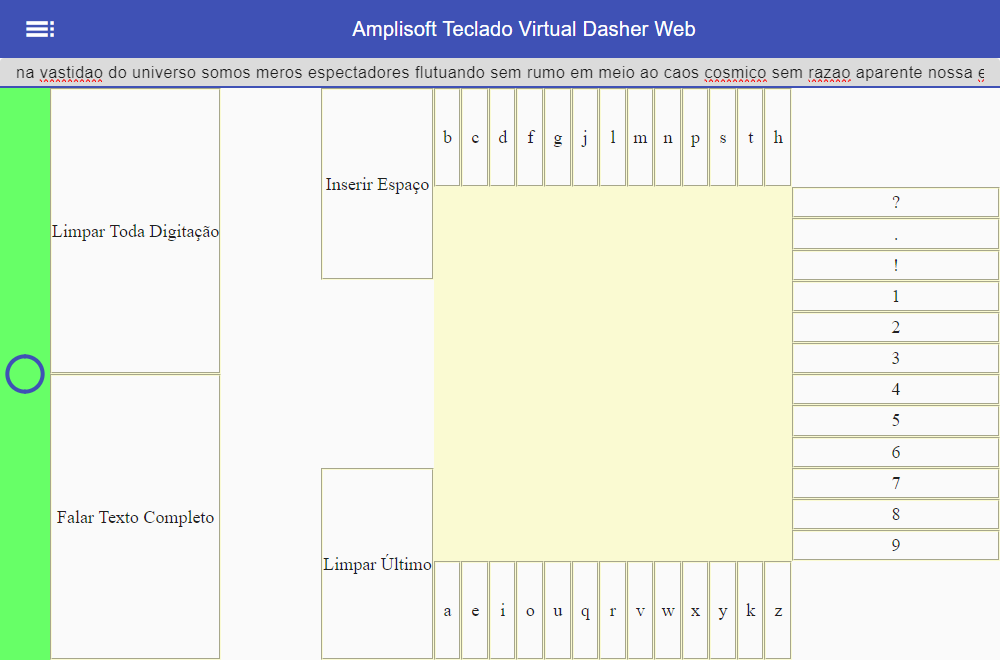 Amplisoft Teclado Virtual Dasher Web
na vastidao do universo somos meros espectadores flutuando sem rumo em meio ao caos cosmico sem razao aparente nossa e
b c d f g j l m n p s t h
Inserir Espaço
Limpar Toda Digitação
?
.
!
1
2
3
4
5
6
7
8
9
Falar Texto Completo
Limpar Último
a e i o u q r v w x y k z